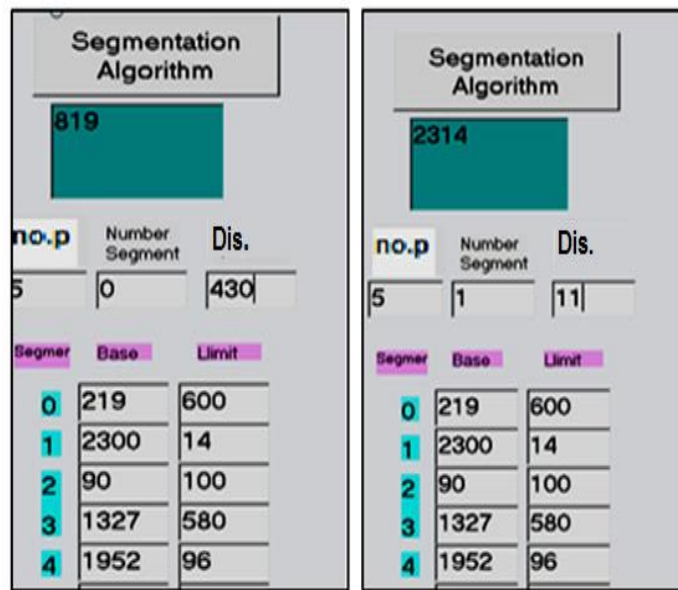 Segmentation
Algorithm
819
no.p Number Segment Dis.
5 0 430
Segmer Base Llimit
0 219 600
1 2300 14
2 90 100
3 1327 580
4 1952 96
Segmentation
Algorithm
2314
no.p Number Segment Dis.
5 1 11
Segmer Base Llimit
0 219 600
1 2300 14
2 90 100
3 1327 580
4 1952 96